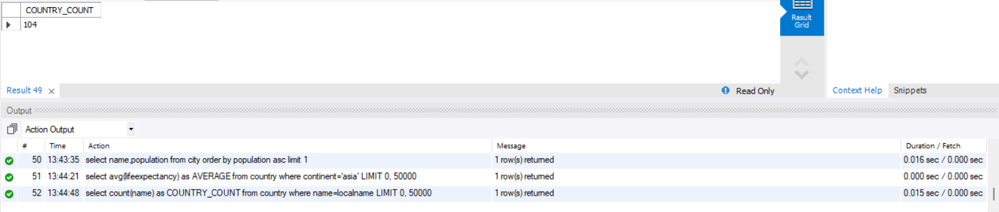 COUNTRY_COUNT
104
Result Grid
Result 49
Read Only
Context Help Snippets
Output
Action Output
# Time Action Message Duration / Fetch
50 13:43:35 select name,population from city order by population asc limit 1 1 row(s) returned 0.016 sec / 0.000 sec
51 13:44:21 select avg(lifeexpectancy) as AVERAGE from country where continent='asia' LIMIT 0, 50000 1 row(s) returned 0.000 sec / 0.000 sec
52 13:44:48 select count(name) as COUNTRY_COUNT from country where name=localname LIMIT 0, 50000 1 row(s) returned 0.015 sec / 0.000 sec